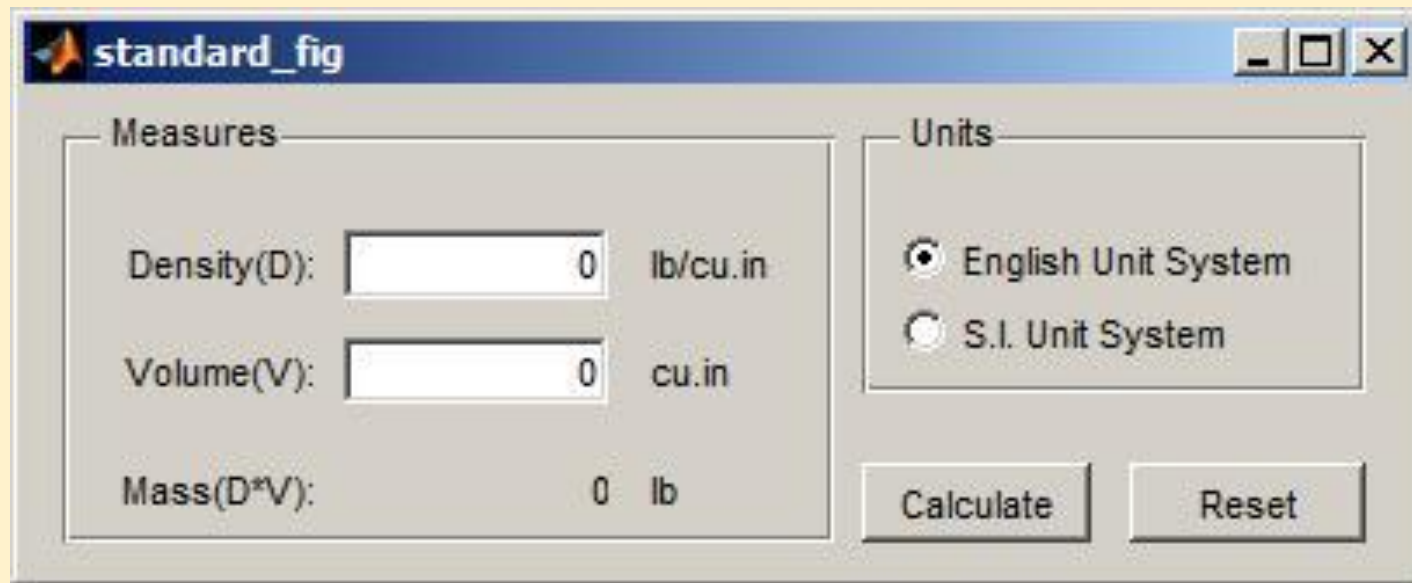 standard_fig
Measures
Density(D): 0 lb/cu.in
Volume(V): 0 cu.in
Mass(D*V): 0 lb
Units
English Unit System
S.I. Unit System
Calculate Reset